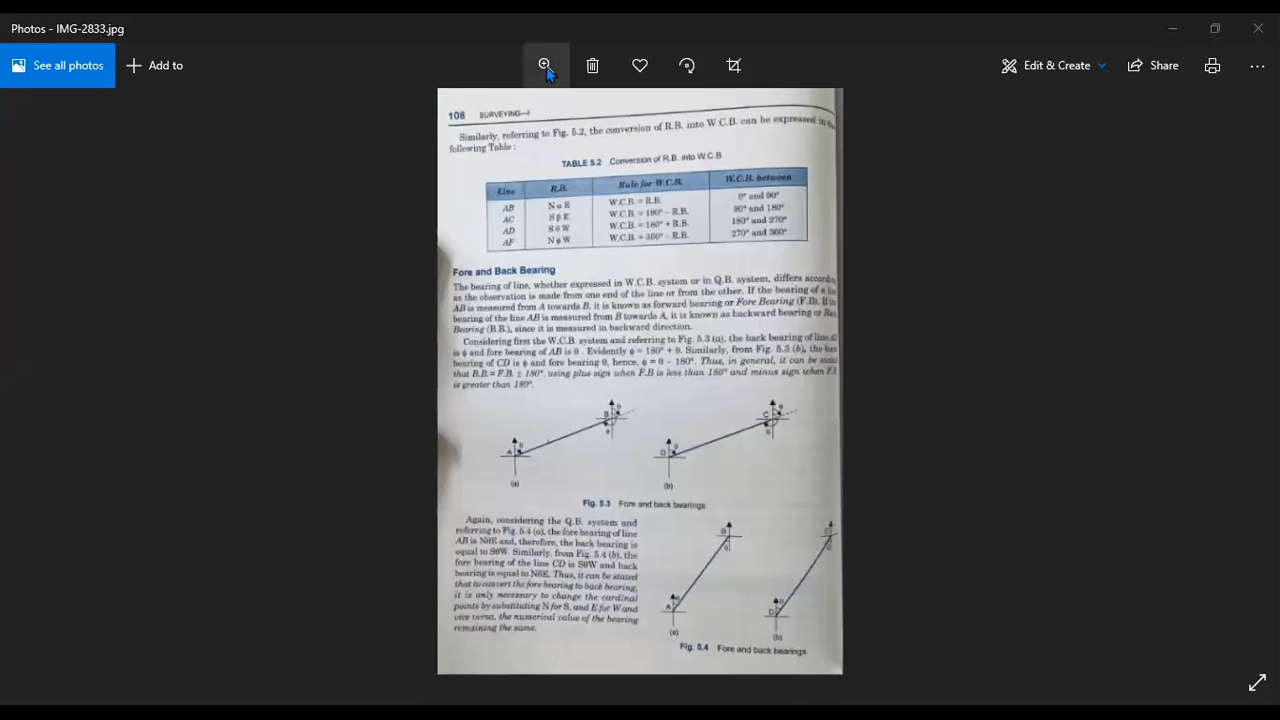 Photos - IMG-2833.jpg
See all photos
Add to
Edit & Create
Share
108 SURVEYING—I
Similarly, referring to Fig. 5.2, the conversion of R.B. into W.C.B. can be expressed in the
following Table :
TABLE 5.2 Conversion of R.B. into W.C.B.
Line R.B. Rule for W.C.B. W.C.B. between
AB N α E W.C.B. = R.B. 0° and 90°
AC S β E W.C.B. = 180° – R.B. 90° and 180°
AD S θ W W.C.B. = 180° + R.B. 180° and 270°
AF N ϕ W W.C.B. = 360° – R.B. 270° and 360°
Fore and Back Bearing
The bearing of line, whether expressed in W.C.B. system or in Q.B. system, differs
as the observation is made from one end of the line or from the other. If the bearing of a
AB is measured from A towards B, it is known as forward bearing or Fore Bearing (F.B.). If
bearing of the line AB is measured from B towards A, it is known as backward bearing or
Bearing (B.B.), since it is measured in backward direction.
Considering first the W.C.B. system and referring to Fig. 5.3 (a), the back bearing of line
is ϕ and fore bearing of AB is θ . Evidently ϕ = 180° + θ. Similarly, from Fig. 5.3 (b), the
bearing of CD is ϕ and fore bearing θ, hence, ϕ = θ – 180°. Thus, in general, it can be
that B.B.= F.B. ± 180°, using plus sign when F.B is less than 180° and minus sign when
is greater than 180°.
A θ B θ ϕ
D θ C θ
(a) (b)
Fig. 5.3 Fore and back bearings.
Again, considering the Q.B. system and
referring to Fig. 5.4 (a), the fore bearing of line
AB is NθE and, therefore, the back bearing is
equal to SθW. Similarly, from Fig. 5.4 (b), the
fore bearing of the line CD is SθW and back
bearing is equal to NθE. Thus, it can be stated
that to convert the fore bearing to back bearing,
it is only necessary to change the cardinal
points by substituting N for S, and E for W and
vice versa, the numerical value of the bearing
remaining the same.
B θ
A θ
C θ
D θ
(a) (b)
Fig. 5.4 Fore and back bearings